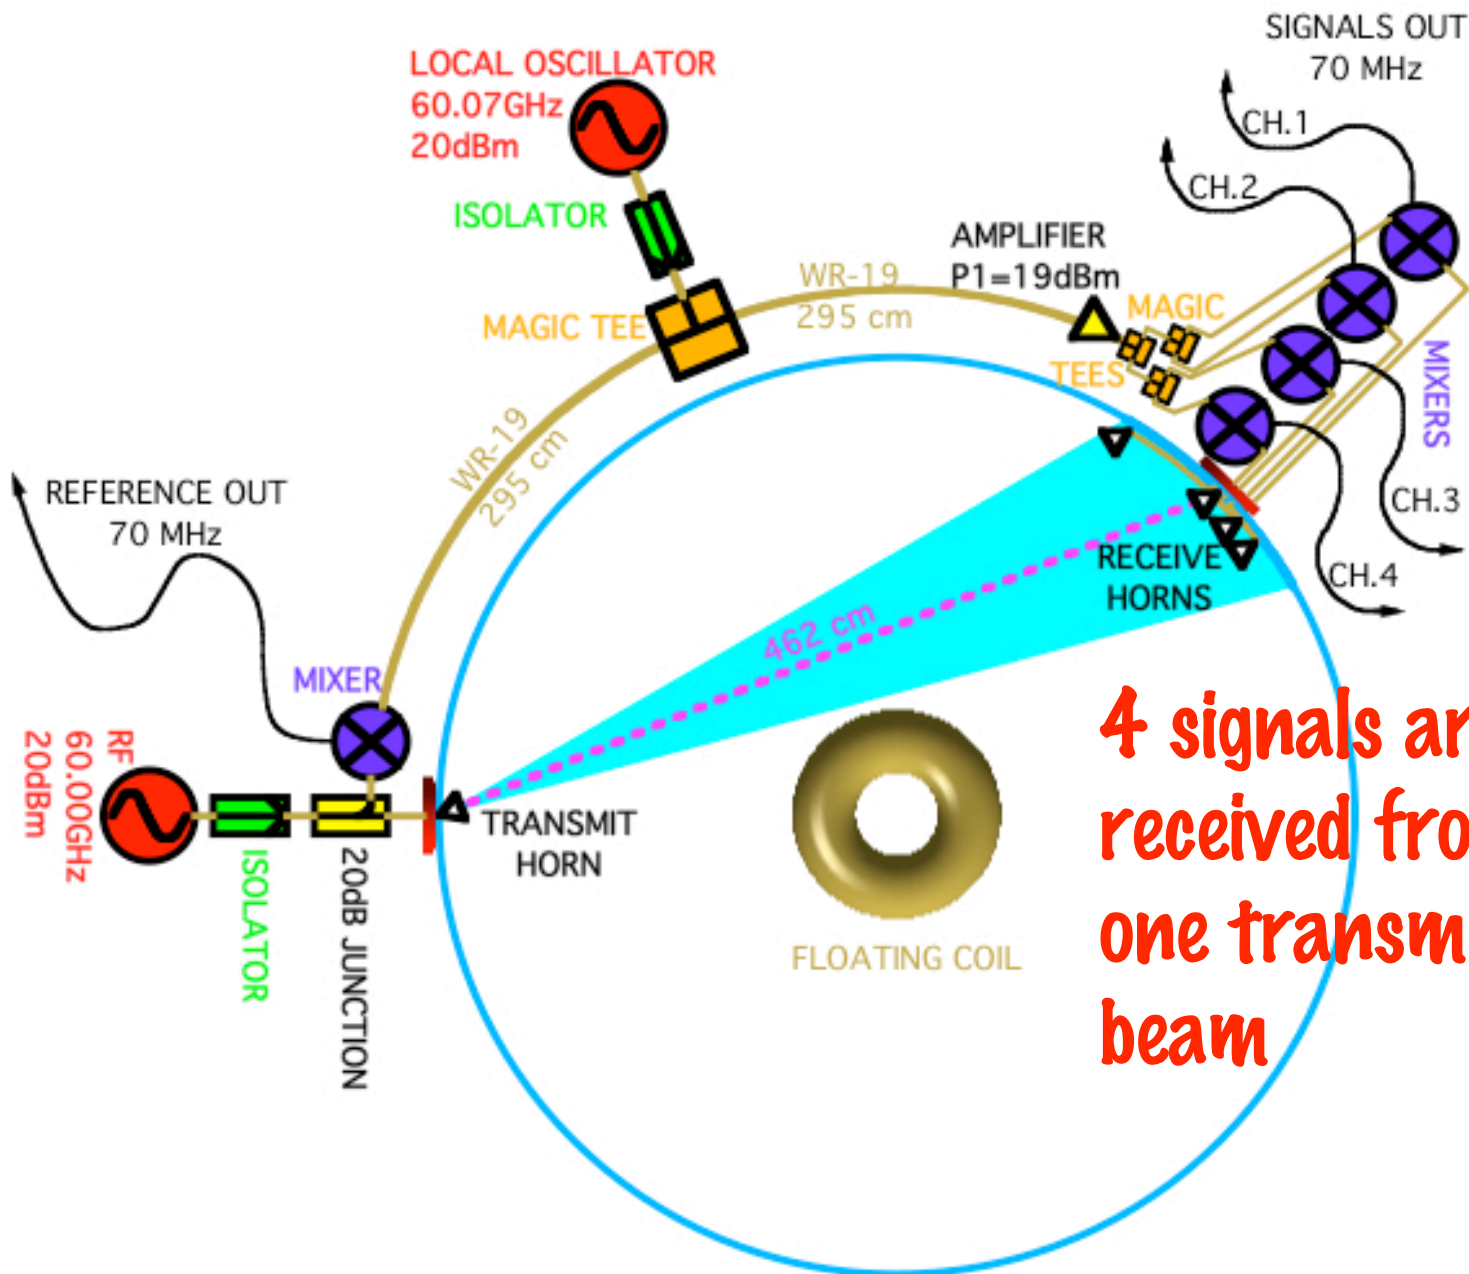 SIGNALS OUT
70 MHz
LOCAL OSCILLATOR
60.07GHz
20dBm
CH.1
CH.2
ISOLATOR
AMPLIFIER
P1=19dBm
WR-19
295 cm
MAGIC
TEES
MAGIC TEE
MIXERS
WR-19
295 cm
REFERENCE OUT
70 MHz
CH.3
CH.4
RECEIVE
HORNS
462 cm
MIXER
RF
60.00GHz
20dBm
ISOLATOR
20dB JUNCTION
TRANSMIT
HORN
FLOATING COIL
4 signals ar
received fro
one transm
beam